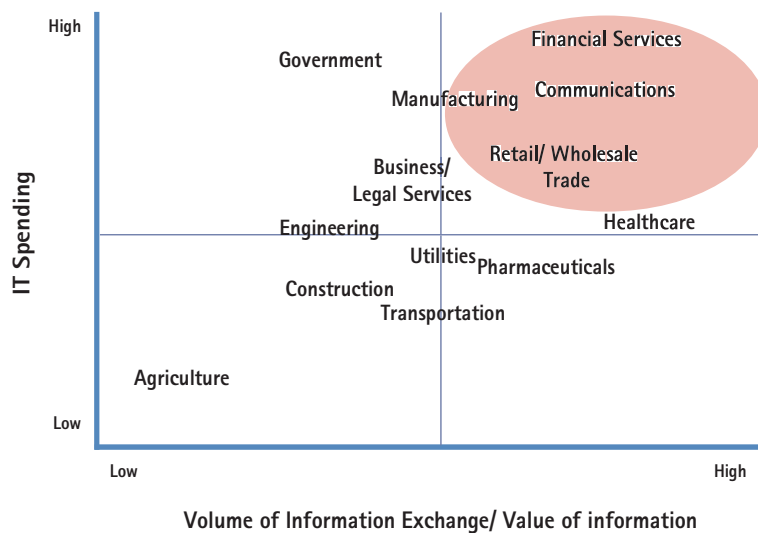 High
Financial Services
Government
Communications
Manufacturing
Retail/ Wholesale
Trade
Business/
Legal Services
Healthcare
Engineering
Utilities
Pharmaceuticals
IT Spending
Construction
Transportation
Agriculture
Low
Low
High
Volume of Information Exchange/ Value of information